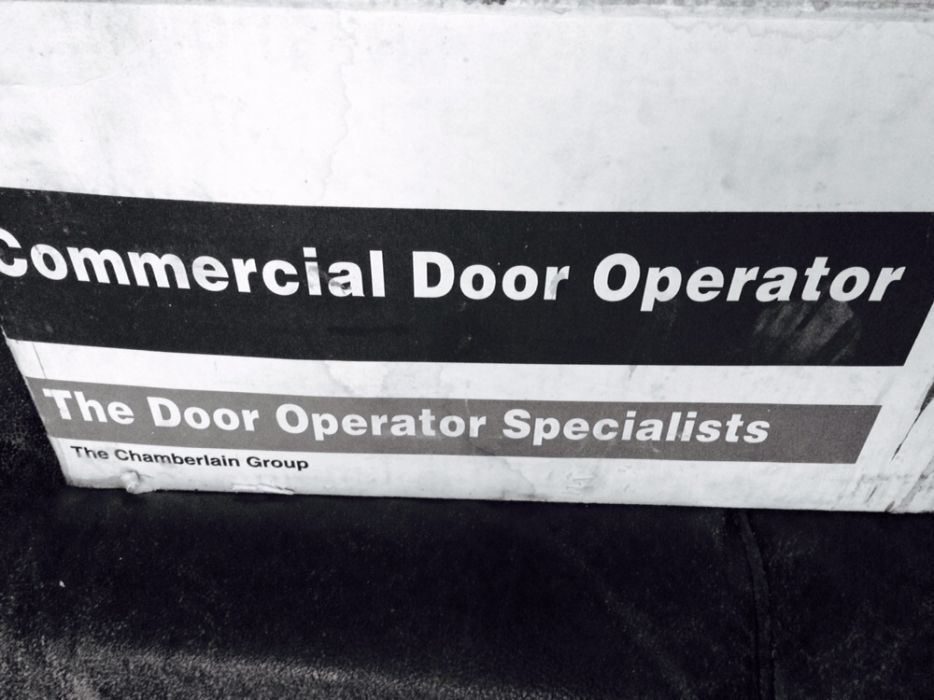 Commercial Door Operator
The Door Operator Specialists
The Chamberlain Group